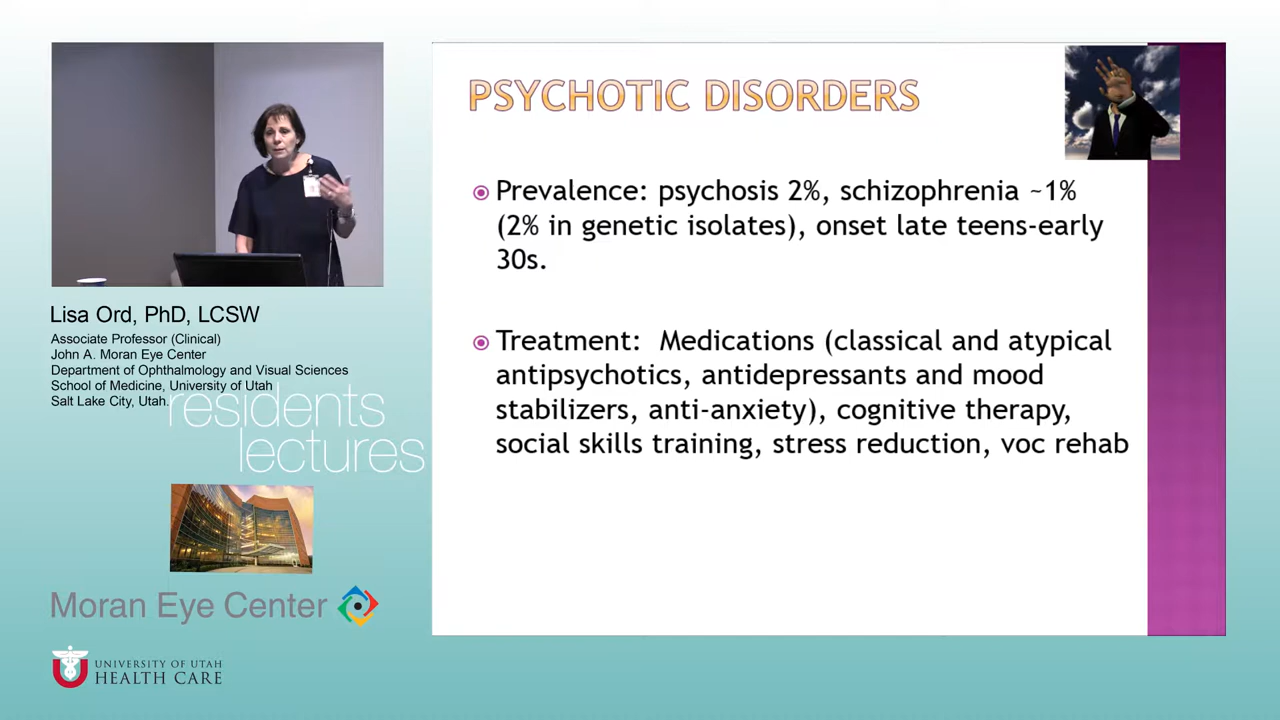 PSYCHOTIC DISORDERS
Prevalence: psychosis 2%, schizophrenia ~1%
(2% in genetic isolates), onset late teens-early
30s.
Treatment:  Medications (classical and atypical
antipsychotics, antidepressants and mood
stabilizers, anti-anxiety), cognitive therapy,
social skills training, stress reduction, voc rehab
Lisa Ord, PhD, LCSW
Associate Professor (Clinical)
John A. Moran Eye Center
Department of Ophthalmology and Visual Sciences
School of Medicine, University of Utah
Salt Lake City, Utah.
residents
lectures
Moran Eye Center
U
UNIVERSITY OF UTAH
HEALTH CARE